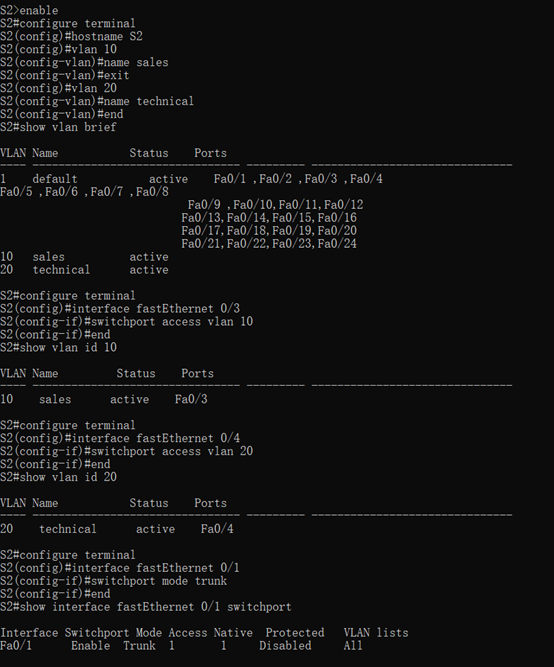 S2>enable
S2#configure terminal
S2(config)#hostname S2
S2(config)#vlan 10
S2(config-vlan)#name sales
S2(config-vlan)#exit
S2(config)#vlan 20
S2(config-vlan)#name technical
S2(config-vlan)#end
S2#show vlan brief
VLAN Name Status Ports
---- -------------------------------- --------- -------------------------------
1 default active Fa0/1 ,Fa0/2 ,Fa0/3 ,Fa0/4
Fa0/5 ,Fa0/6 ,Fa0/7 ,Fa0/8
Fa0/9 ,Fa0/10,Fa0/11,Fa0/12
Fa0/13,Fa0/14,Fa0/15,Fa0/16
Fa0/17,Fa0/18,Fa0/19,Fa0/20
Fa0/21,Fa0/22,Fa0/23,Fa0/24
10 sales active
20 technical active
S2#configure terminal
S2(config)#interface fastEthernet 0/3
S2(config-if)#switchport access vlan 10
S2(config-if)#end
S2#show vlan id 10
VLAN Name Status Ports
---- -------------------------------- --------- -------------------------------
10 sales active Fa0/3
S2#configure terminal
S2(config)#interface fastEthernet 0/4
S2(config-if)#switchport access vlan 20
S2(config-if)#end
S2#show vlan id 20
VLAN Name Status Ports
---- -------------------------------- --------- -------------------------------
20 technical active Fa0/4
S2#configure terminal
S2(config)#interface fastEthernet 0/1
S2(config-if)#switchport mode trunk
S2(config-if)#end
S2#show interface fastEthernet 0/1 switchport
Interface Switchport Mode Access Native Protected VLAN lists
Fa0/1 Enable Trunk 1 1 Disabled All